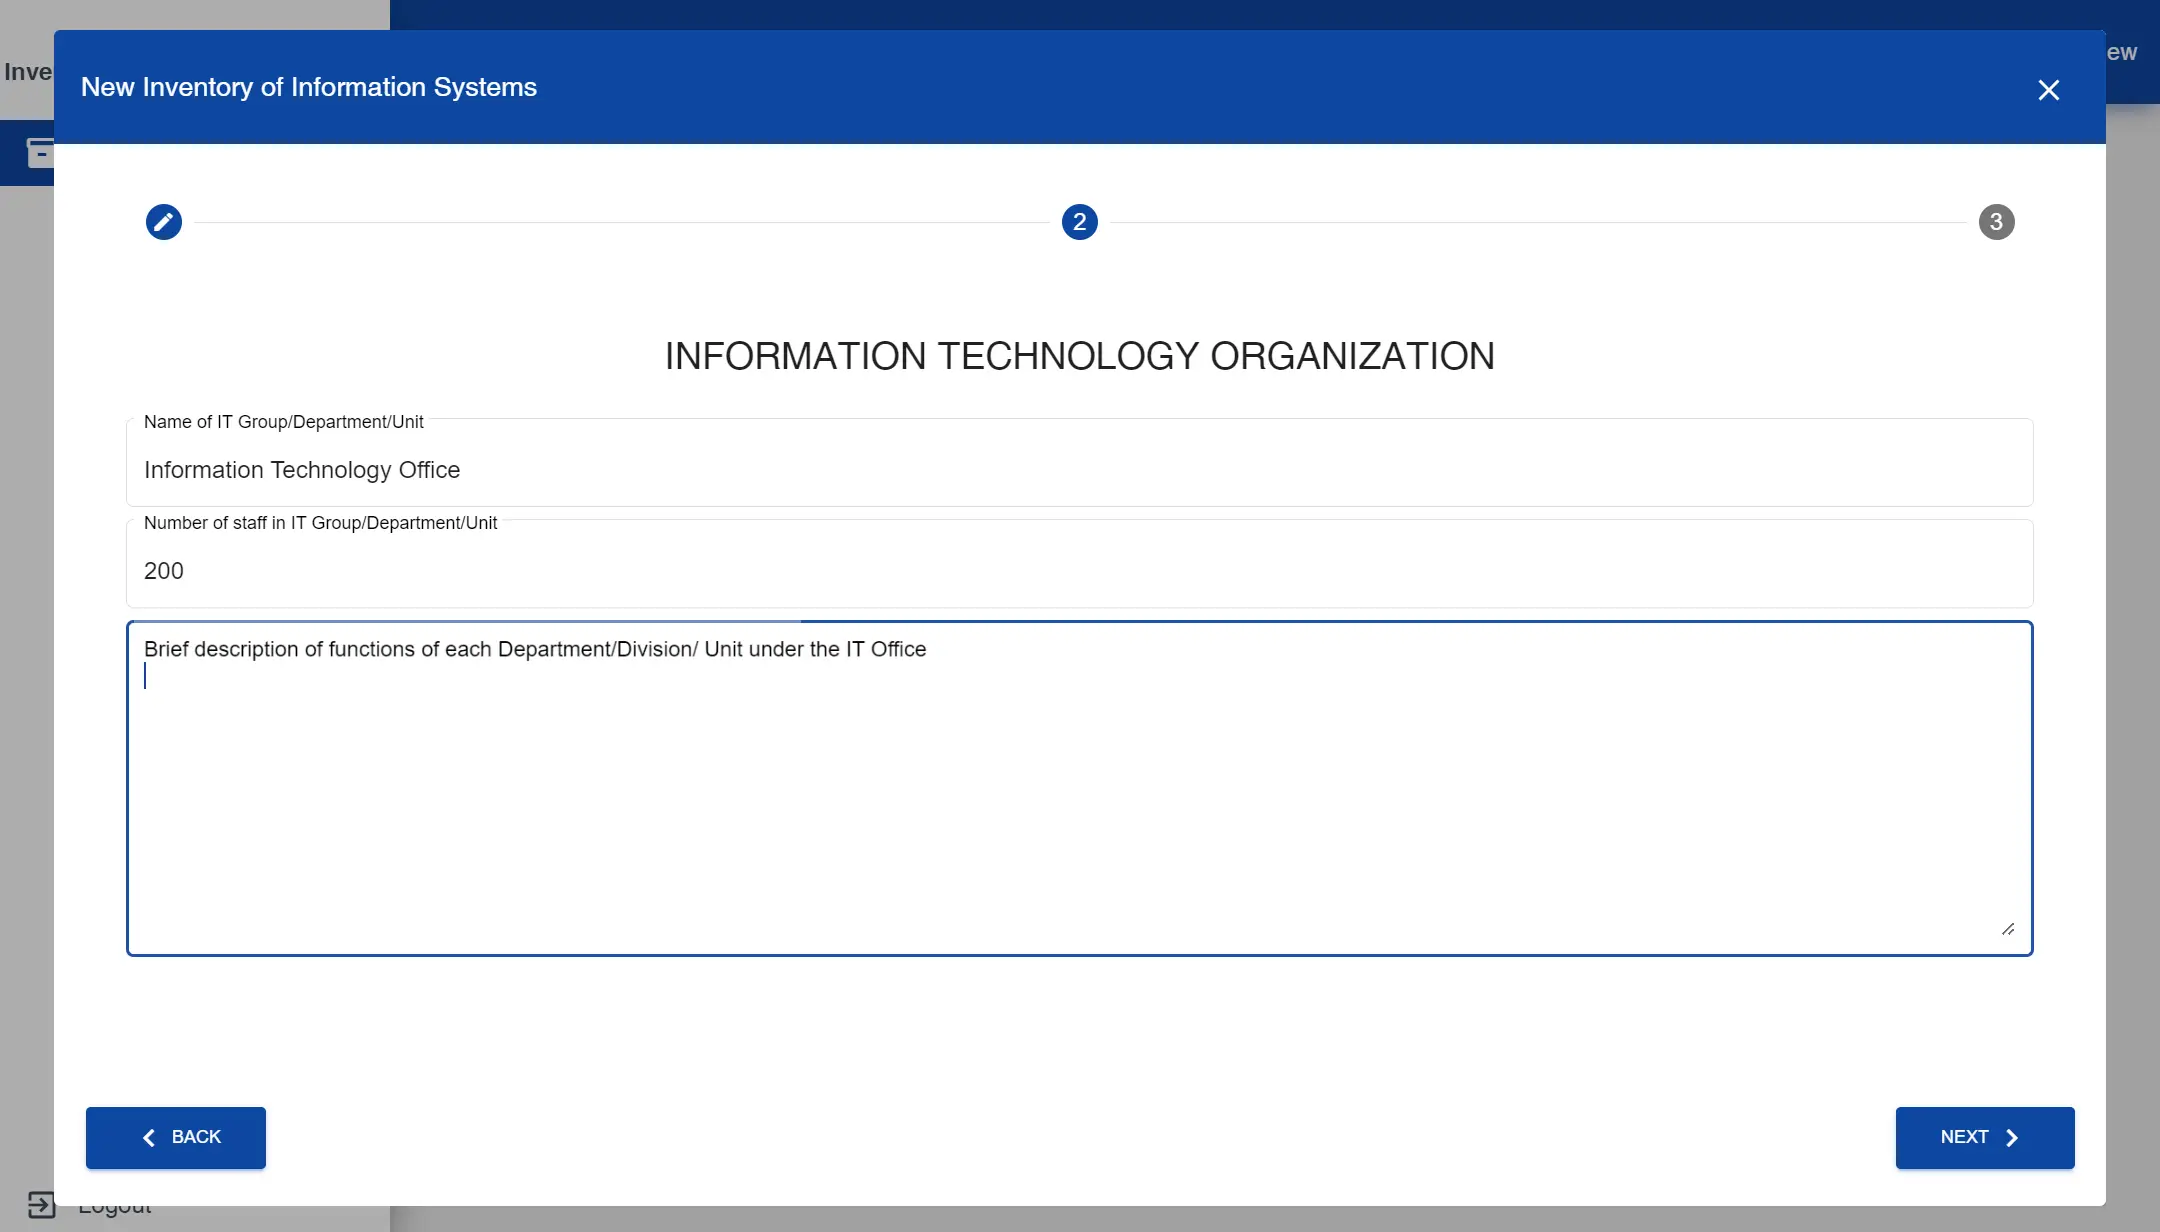 Inve
ew
New Inventory of Information Systems
2
3
INFORMATION TECHNOLOGY ORGANIZATION
Name of IT Group/Department/Unit
Information Technology Office
Number of staff in IT Group/Department/Unit
200
Brief description of functions of each Department/Division/ Unit under the IT Office
BACK
NEXT
Logout